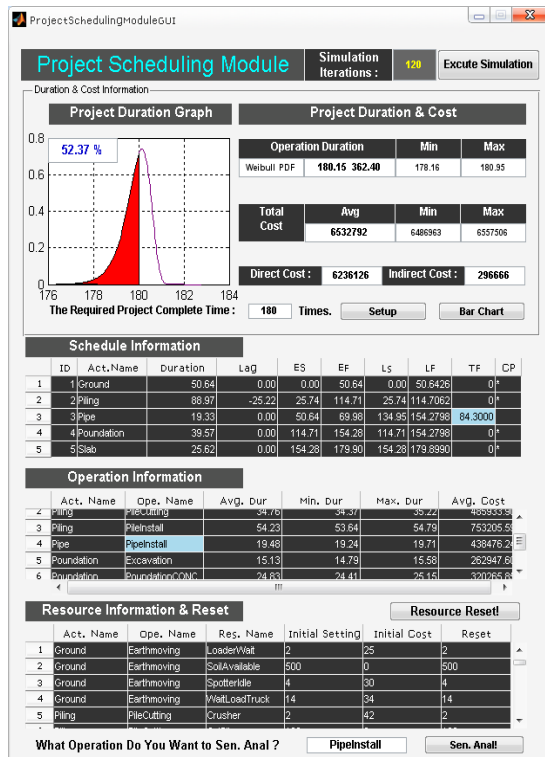 ProjectSchedulingModuleGUI
Project Scheduling Module
Simulation Iterations :
120
Excute Simulation
Duration & Cost Information
Project Duration Graph
Project Duration & Cost
52.37 %
0.8
0.6
0.4
0.2
0
176 178 180 182 184
Operation Duration Min Max
Weibull PDF 180.15 362.40 178.16 180.95
Total Cost Avg Min Max
6532792 6486963 6557506
Direct Cost : 6236126 Indirect Cost : 296666
The Required Project Complete Time : 180 Times. Setup Bar Chart
Schedule Information
ID Act.Name Duration Lag ES EF Ls LF TF CP
1 1 Ground 50.64 0.00 0.00 50.64 0.00 50.6426 0 *
2 2 Piling 88.97 -25.22 25.74 114.71 25.74 114.7062 0 *
3 3 Pipe 19.33 0.00 50.64 69.98 134.95 154.2798 84.3000
4 4 Poundation 39.57 0.00 114.71 154.28 114.71 154.2798 0 *
5 5 Slab 25.62 0.00 154.28 179.90 154.28 179.8990 0 *
Operation Information
Act. Name Ope. Name Avg. Dur Min. Dur Max. Dur Avg. Cost
2 Piling PileCutting 34.76 34.37 35.22 485933.9
3 Piling PileInstall 54.23 53.64 54.79 753205.5
4 Pipe PipeInstall 19.48 19.24 19.71 438476.24
5 Poundation Excavation 15.13 14.79 15.58 262947.6
6 Poundation PoundationCONC 24.83 24.41 25.15 320265.8
Resource Information & Reset
Resource Reset!
Act. Name Ope. Name Res. Name Initial Setting Initial Cost Reset
1 Ground Earthmoving LoaderWait 2 25 2
2 Ground Earthmoving SoilAvailable 500 0 500
3 Ground Earthmoving SpotterIdle 4 30 4
4 Ground Earthmoving WaitLoadTruck 14 34 14
5 Piling PileCutting Crusher 2 42 2
What Operation Do You Want to Sen. Anal ? PipeInstall Sen. Anal!